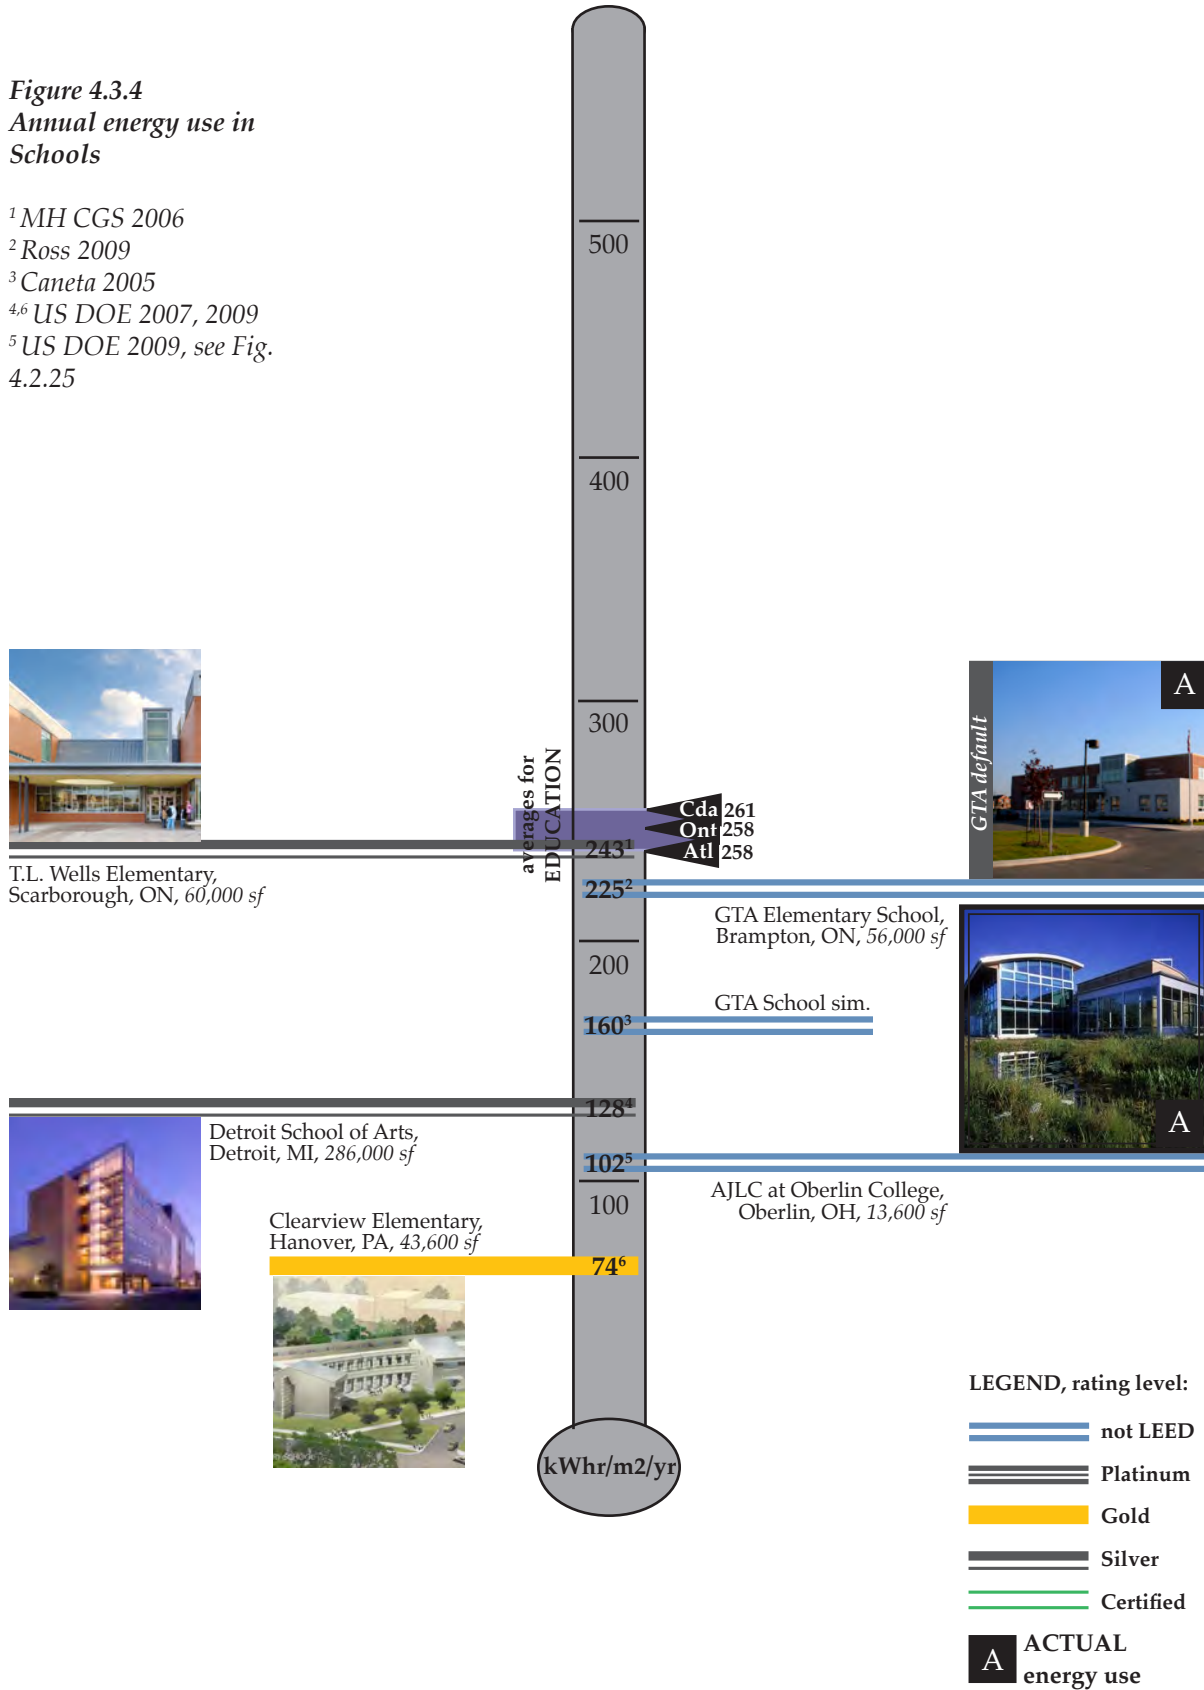 Figure 4.3.4
Annual energy use in
Schools
¹ MH CGS 2006
² Ross 2009
³ Caneta 2005
⁴,⁶ US DOE 2007, 2009
⁵ US DOE 2009, see Fig.
4.2.25
500
400
300
averages for
EDUCATION
Cda 261
Ont 258
Atl 258
243¹
T.L. Wells Elementary,
Scarborough, ON, 60,000 sf
GTA default
A
225²
GTA Elementary School,
Brampton, ON, 56,000 sf
200
GTA School sim.
160³
A
128⁴
Detroit School of Arts,
Detroit, MI, 286,000 sf
102⁵
AJLC at Oberlin College,
Oberlin, OH, 13,600 sf
100
Clearview Elementary,
Hanover, PA, 43,600 sf
74⁶
kWhr/m2/yr
LEGEND, rating level:
not LEED
Platinum
Gold
Silver
Certified
A ACTUAL
energy use